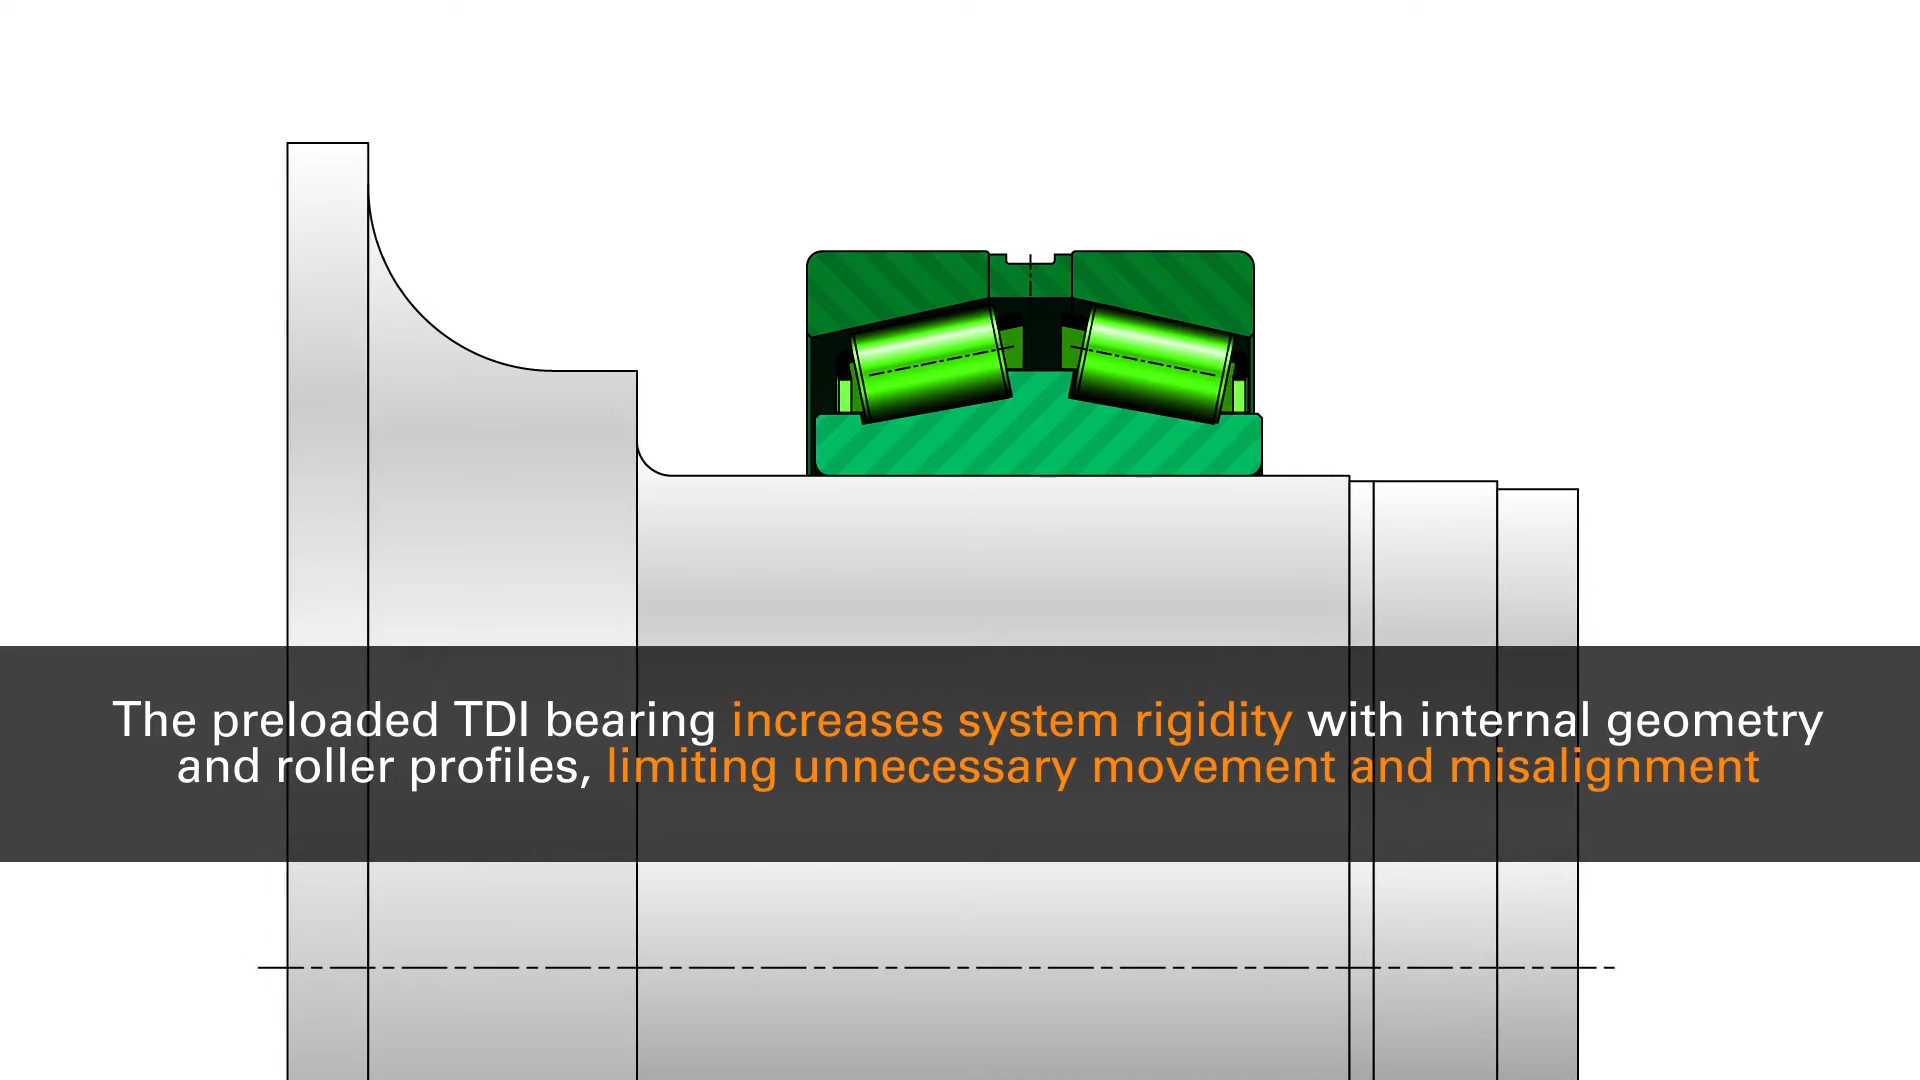 The preloaded TDI bearing increases system rigidity with internal geometry
and roller profiles, limiting unnecessary movement and misalignment